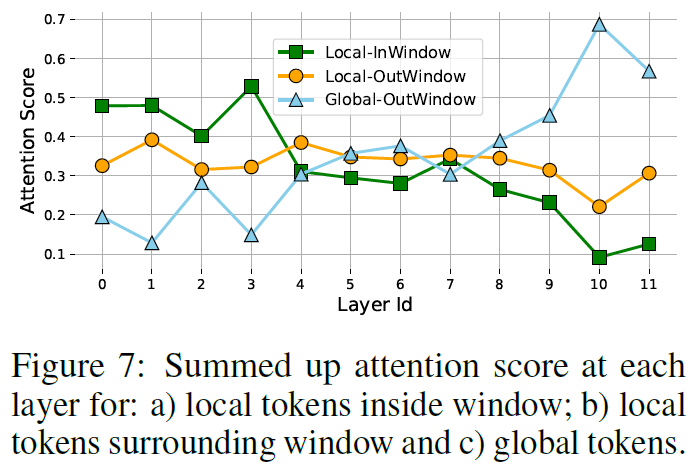 0.7
0.6
0.5
0.4
0.3
0.2
0.1
Attention Score
Local-InWindow
Local-OutWindow
Global-OutWindow
0 1 2 3 4 5 6 7 8 9 10 11
Layer Id
Figure 7: Summed up attention score at each
layer for: a) local tokens inside window; b) local
tokens surrounding window and c) global tokens.